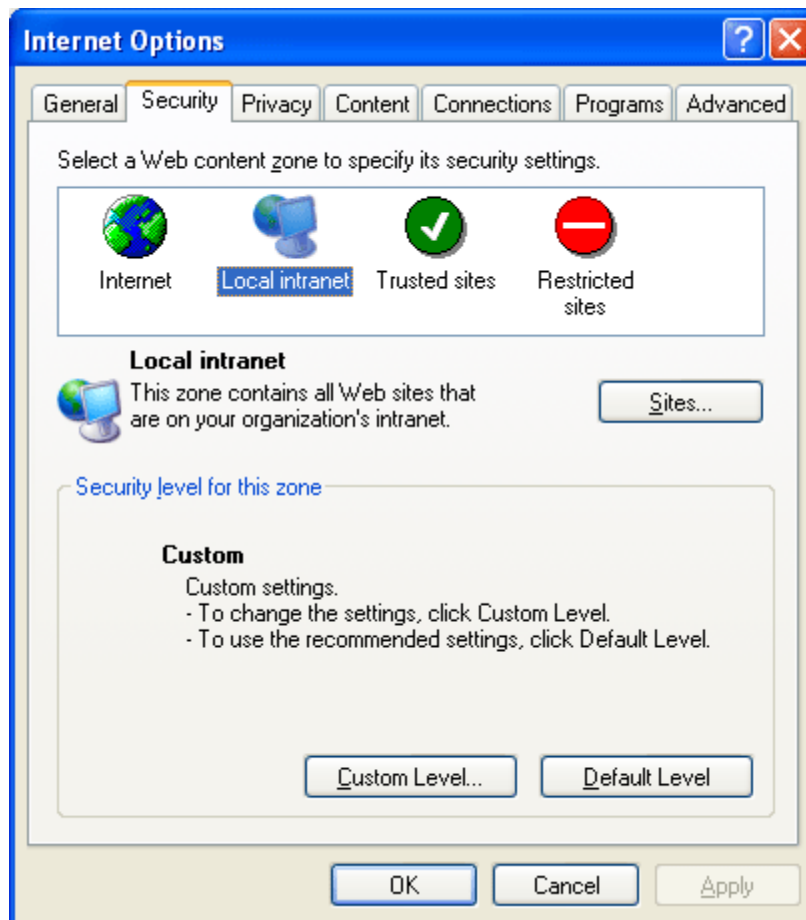 Internet Options
General Security Privacy Content Connections Programs Advanced
Select a Web content zone to specify its security settings.
Internet Local intranet Trusted sites Restricted
sites
Local intranet
This zone contains all Web sites that
are on your organization's intranet.
Sites...
Security level for this zone
Custom
Custom settings.
- To change the settings, click Custom Level.
- To use the recommended settings, click Default Level.
Custom Level... Default Level
OK Cancel Apply